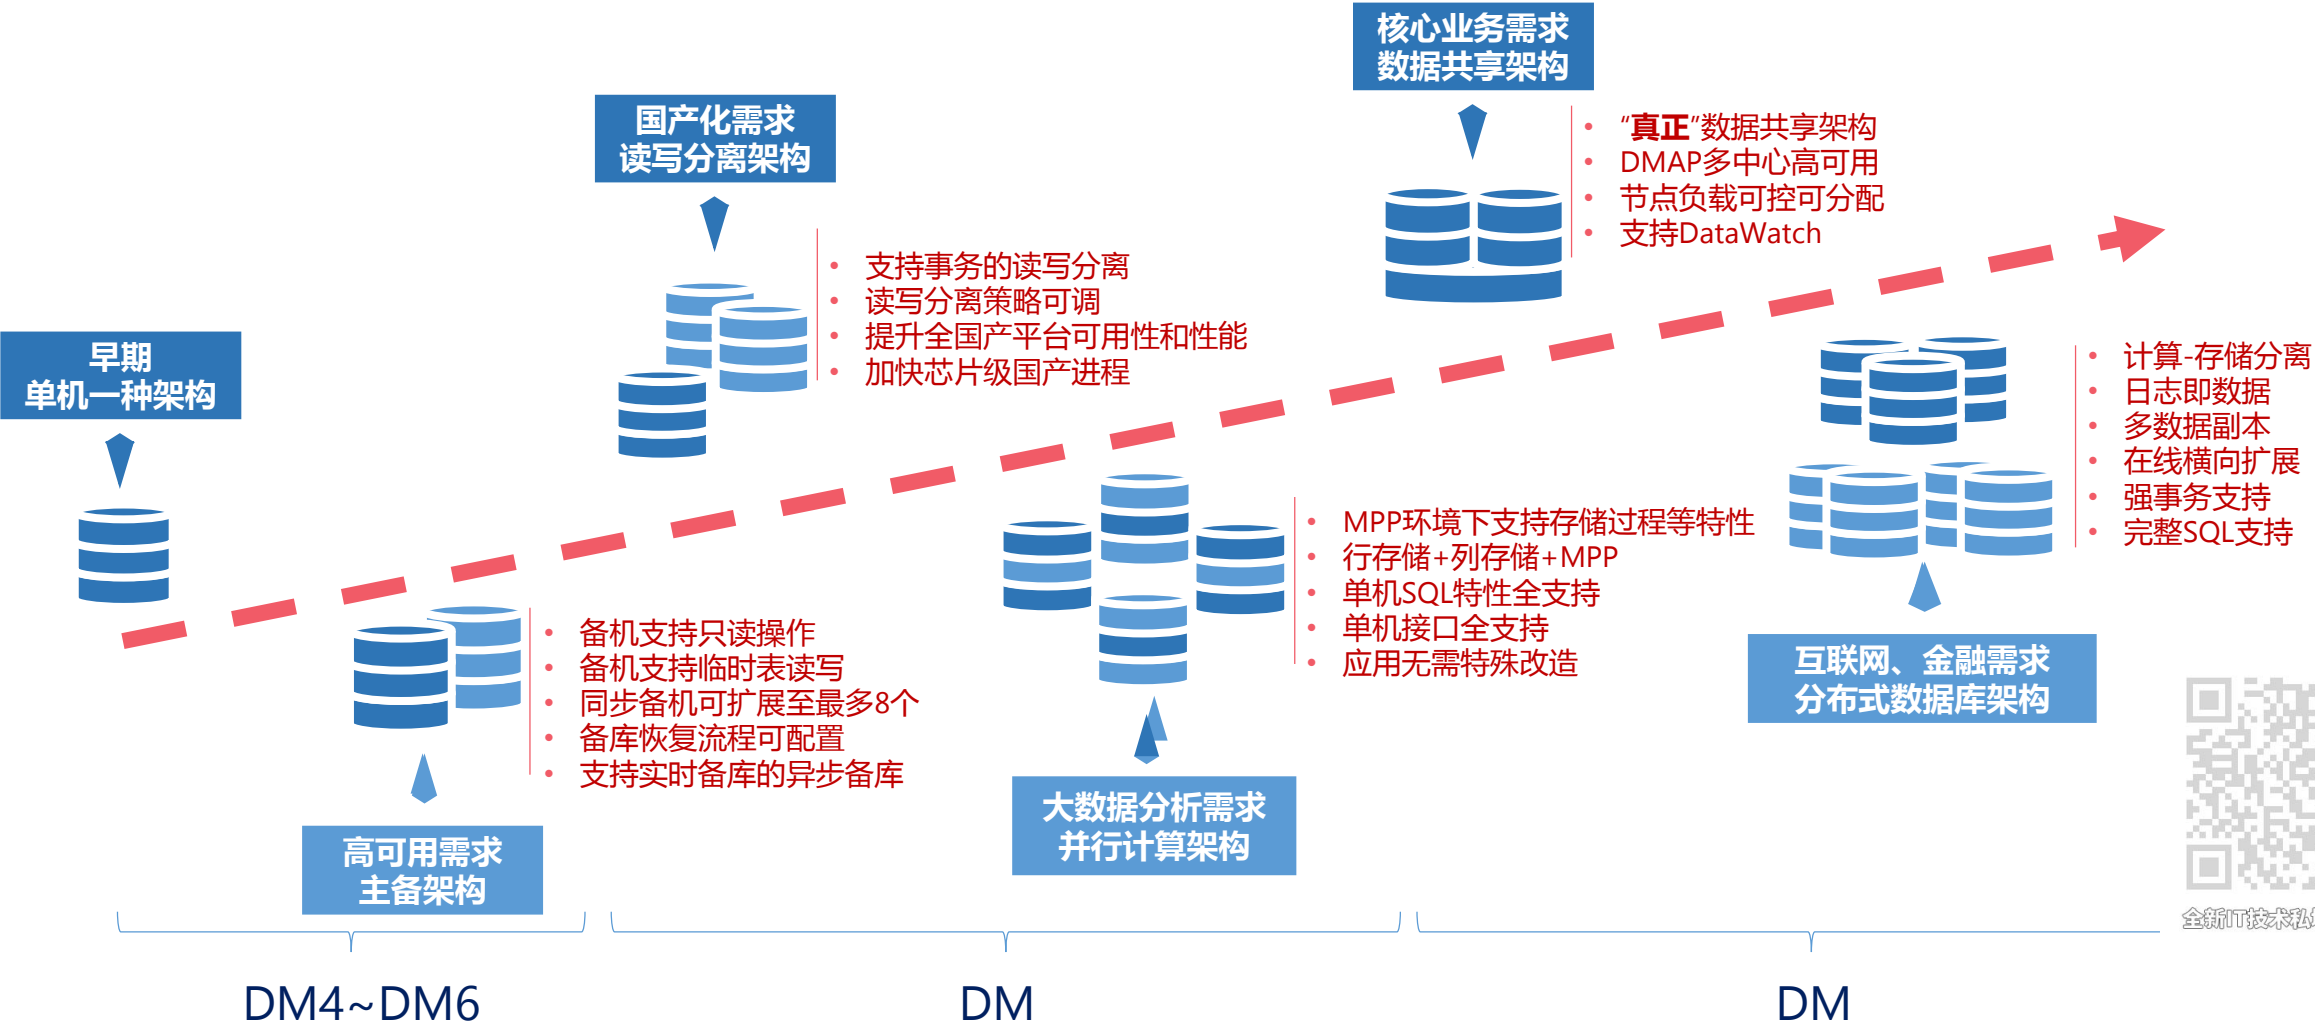 核心业务需求
数据共享架构
“真正”数据共享架构
DMAP多中心高可用
节点负载可控可分配
支持DataWatch
国产化需求
读写分离架构
支持事务的读写分离
读写分离策略可调
提升全国产平台可用性和性能
加快芯片级国产进程
早期
单机一种架构
计算-存储分离
日志即数据
多数据副本
在线横向扩展
强事务支持
完整SQL支持
MPP环境下支持存储过程等特性
行存储+列存储+MPP
单机SQL特性全支持
单机接口全支持
应用无需特殊改造
备机支持只读操作
备机支持临时表读写
同步备机可扩展至最多8个
备库恢复流程可配置
支持实时备库的异步备库
互联网、金融需求
分布式数据库架构
大数据分析需求
并行计算架构
高可用需求
主备架构
全新IT技术私
DM4~DM6
DM
DM